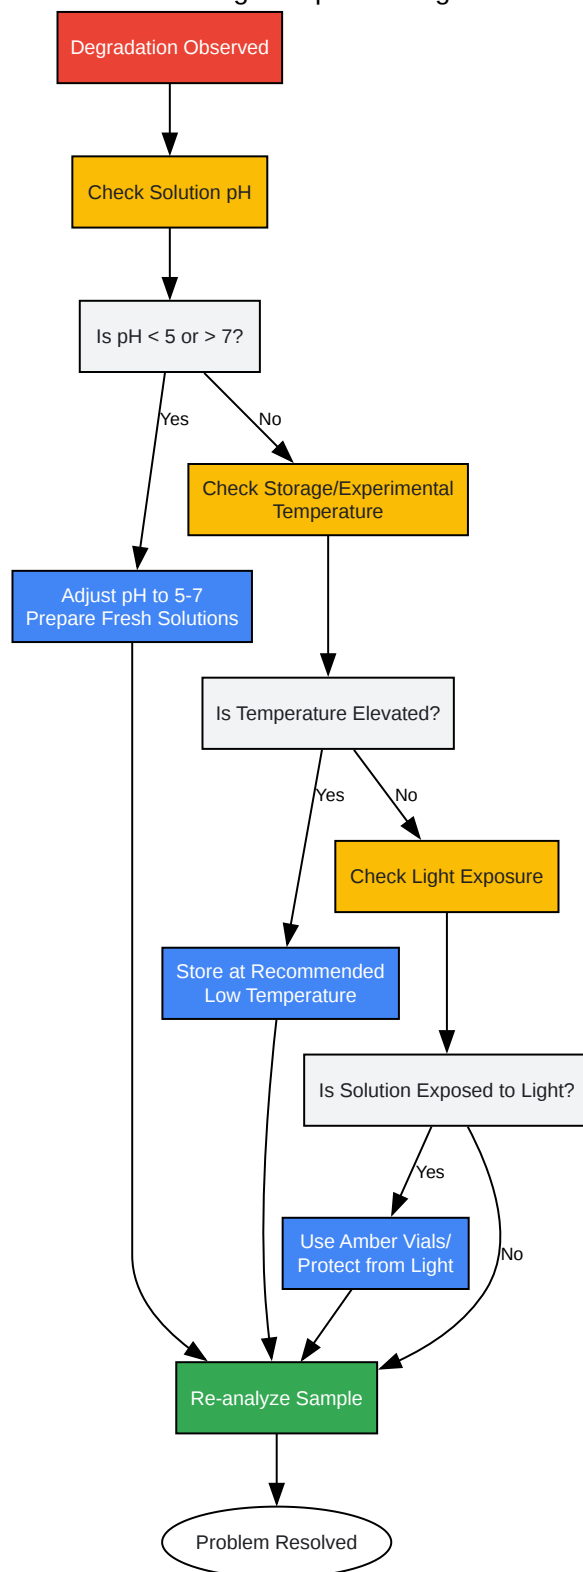 Degradation Observed
Check Solution pH
Is pH < 5 or > 7?
Yes
No
Check Storage/Experimental
Temperature
Adjust pH to 5-7
Prepare Fresh Solutions
Is Temperature Elevated?
Yes
No
Check Light Exposure
Store at Recommended
Low Temperature
Is Solution Exposed to Light?
Yes
Use Amber Vials/
Protect from Light
No
Re-analyze Sample
Problem Resolved